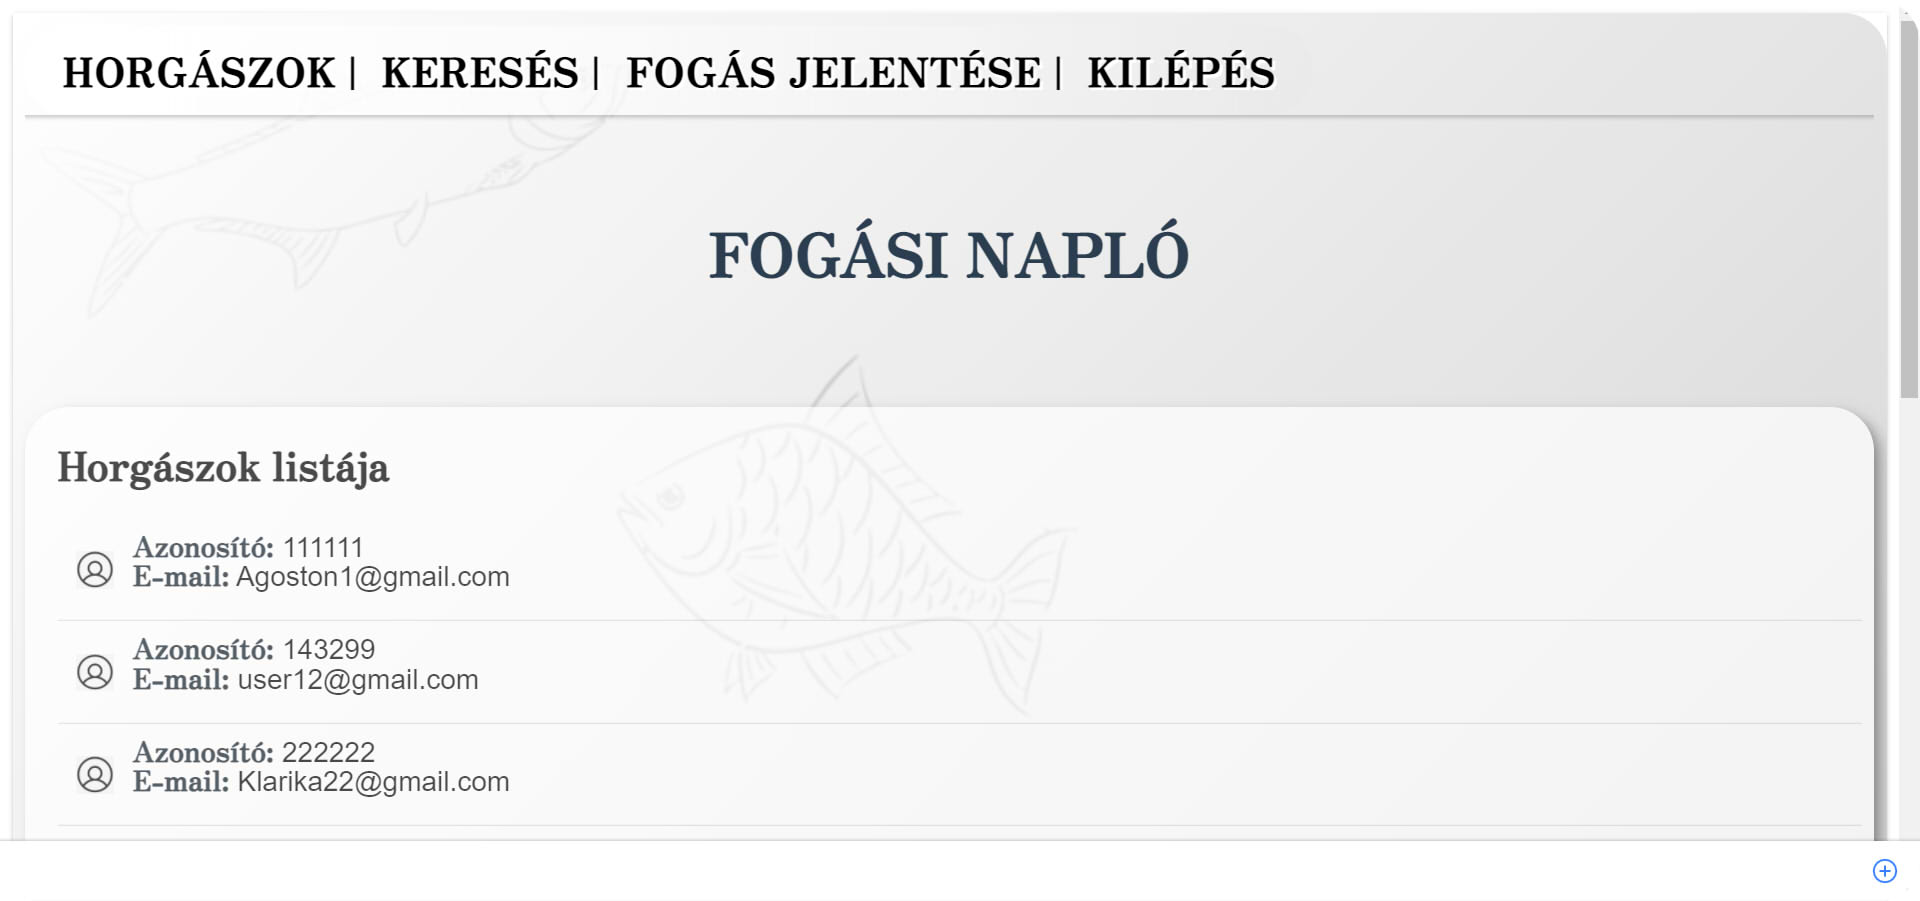 HORGÁSZOK | KERESÉS | FOGÁS JELENTÉSE | KILÉPÉS
FOGÁSI NAPLÓ
Horgászok listája
Azonosító: 111111
E-mail: Agoston1@gmail.com
Azonosító: 143299
E-mail: user12@gmail.com
Azonosító: 222222
E-mail: Klarika22@gmail.com